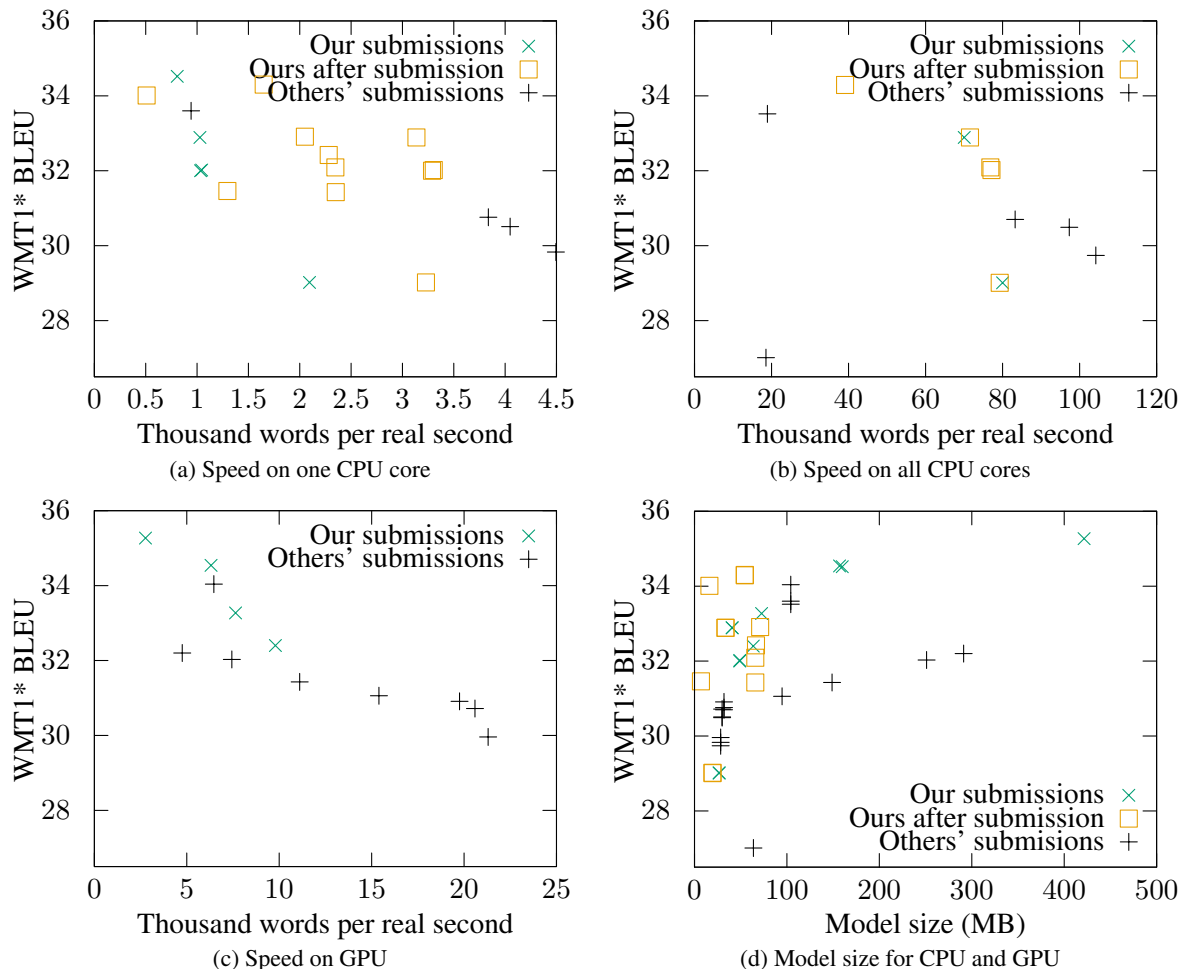 36
34
32
30
28
WMT1* BLEU
Our submissions
Ours after submission
Others' submissions
0 0.5 1 1.5 2 2.5 3 3.5 4 4.5
Thousand words per real second
(a) Speed on one CPU core
36
34
32
30
28
WMT1* BLEU
Our submissions
Ours after submission
Others' submissions
0 20 40 60 80 100 120
Thousand words per real second
(b) Speed on all CPU cores
36
34
32
30
28
WMT1* BLEU
Our submissions
Others' submissions
0 5 10 15 20 25
Thousand words per real second
(c) Speed on GPU
36
34
32
30
28
WMT1* BLEU
Our submissions
Ours after submission
Others' submissions
0 100 200 300 400 500
Model size (MB)
(d) Model size for CPU and GPU